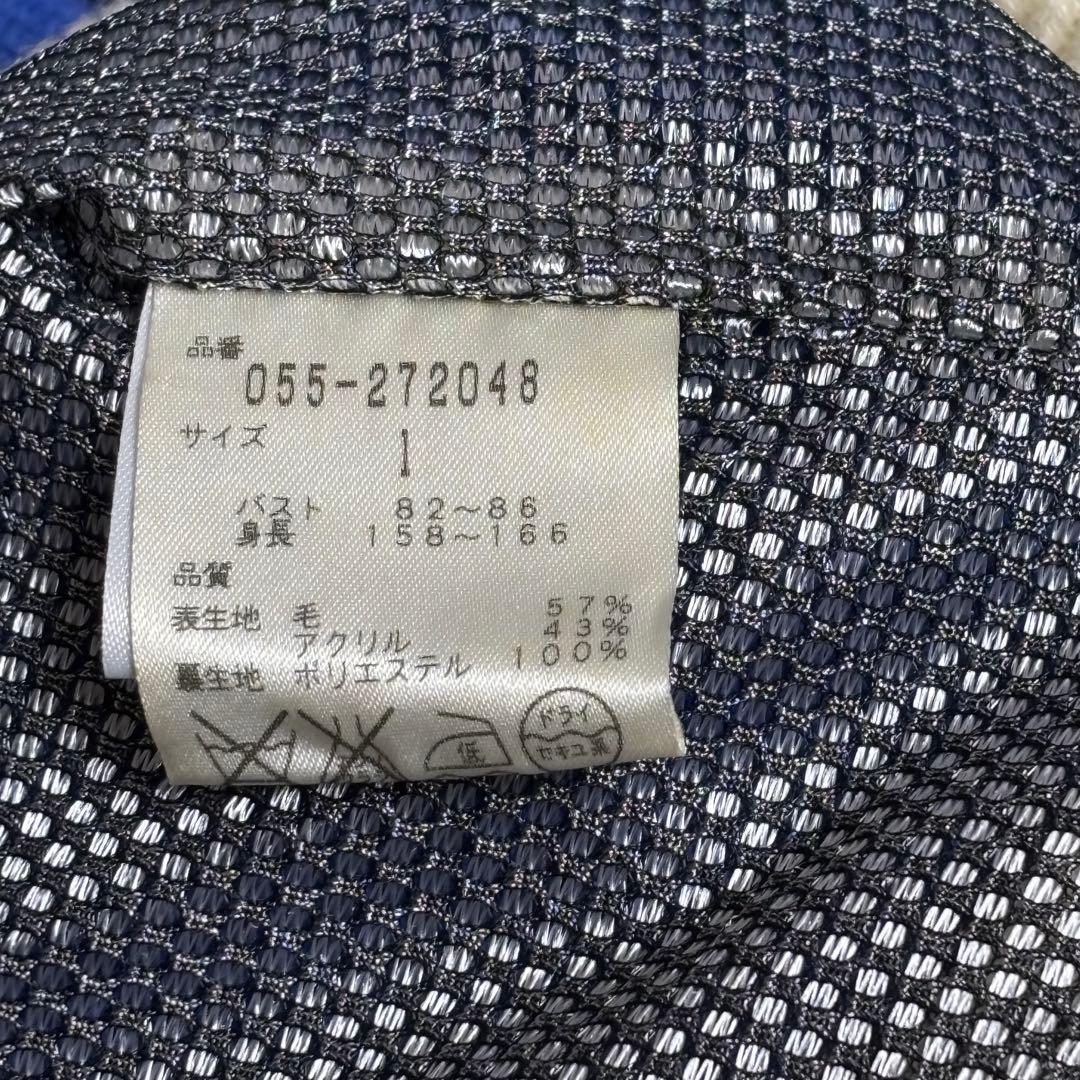 品番
055-272048
サイズ
1
バスト 82～86
身長 158～166
品質
表生地 毛 57%
アクリル 43%
裏生地 ポリエステル 100%
低
ドライ
セキユ系